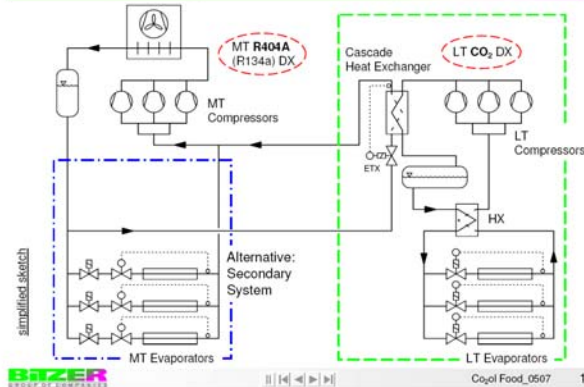 MT R404A
(R134a) DX
Cascade
Heat Exchanger
LT CO₂ DX
MT
Compressors
LT
Compressors
ETX
HX
Alternative:
Secondary
System
simplified sketch
MT Evaporators
LT Evaporators
BITZER
GROUP OF COMPANIES
Co₂ol Food_0507
1